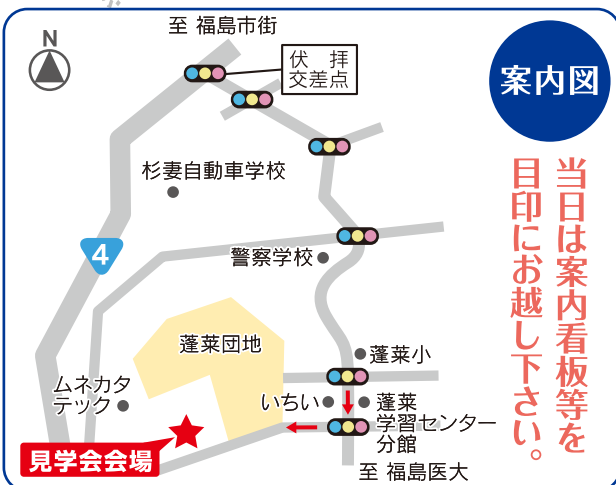 至 福島市街
N
伏 拝
交差点
案内図
当日は案内看板等を
目印にお越し下さい。
杉妻自動車学校
4
警察学校
蓬莱団地
蓬莱小
ムネカタ
テック
いちい
蓬莱
学習センター
分館
見学会会場
至 福島医大